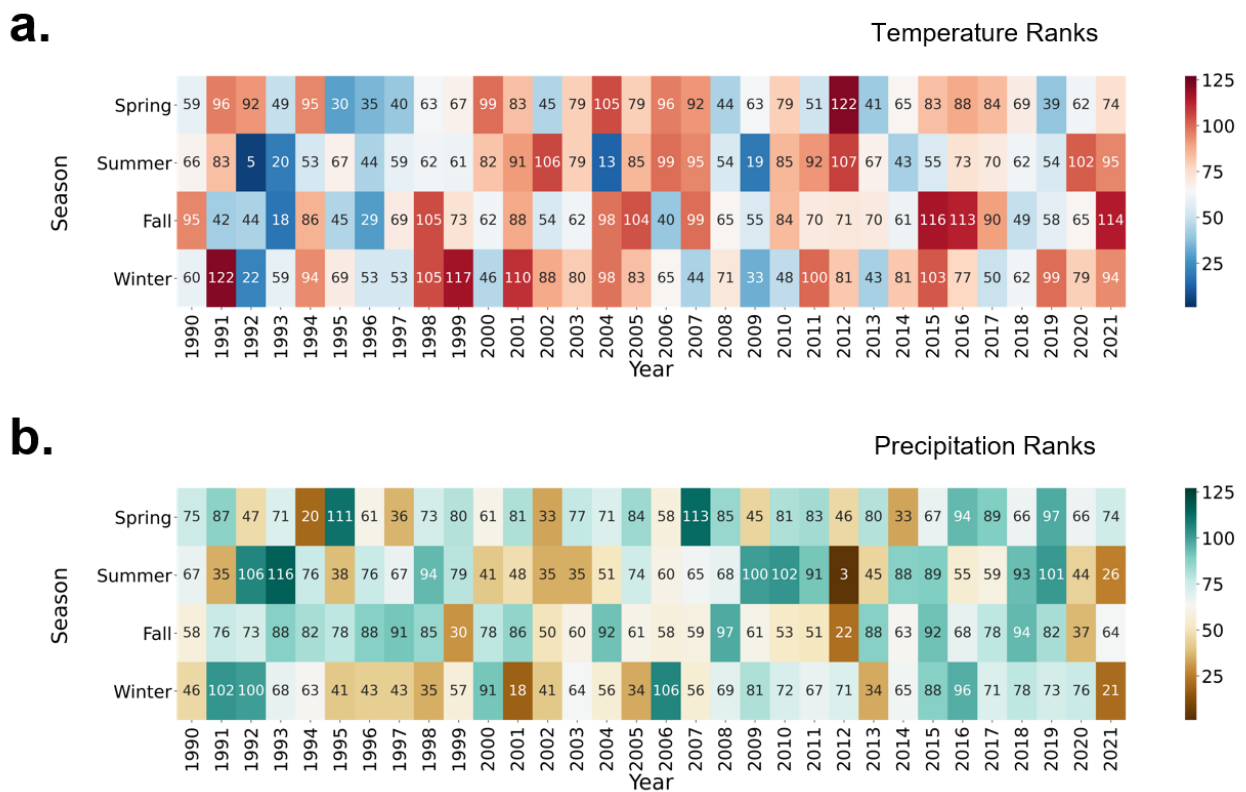 a.
Temperature Ranks
Season
Spring 59 96 92 49 95 30 35 40 63 67 99 83 45 79 105 79 96 92 44 63 79 51 122 41 65 83 88 84 69 39 62 74
Summer 66 83 5 20 53 67 44 59 62 61 82 91 106 79 13 85 99 95 54 19 85 92 107 67 43 55 73 70 62 54 102 95
Fall 95 42 44 18 86 45 29 69 105 73 62 88 54 62 98 104 40 99 65 55 84 70 71 70 61 116 113 90 49 58 65 114
Winter 60 122 22 59 94 69 53 53 105 117 46 110 88 80 98 83 65 44 71 33 48 100 81 43 81 103 77 50 62 99 79 94
1990 1991 1992 1993 1994 1995 1996 1997 1998 1999 2000 2001 2002 2003 2004 2005 2006 2007 2008 2009 2010 2011 2012 2013 2014 2015 2016 2017 2018 2019 2020 2021
Year
125
100
75
50
25
b.
Precipitation Ranks
Season
Spring 75 87 47 71 20 111 61 36 73 80 61 81 33 77 71 84 58 113 85 45 81 83 46 80 33 67 94 89 66 97 66 74
Summer 67 35 106 116 76 38 76 67 94 79 41 48 35 35 51 74 60 65 68 100 102 91 3 45 88 89 55 59 93 101 44 26
Fall 58 76 73 88 82 78 88 91 85 30 78 86 50 60 92 61 58 59 97 61 53 51 22 88 63 92 68 78 94 82 37 64
Winter 46 102 100 68 63 41 43 43 35 57 91 18 41 64 56 34 106 56 69 81 72 67 71 34 65 88 96 71 78 73 76 21
1990 1991 1992 1993 1994 1995 1996 1997 1998 1999 2000 2001 2002 2003 2004 2005 2006 2007 2008 2009 2010 2011 2012 2013 2014 2015 2016 2017 2018 2019 2020 2021
Year
125
100
75
50
25